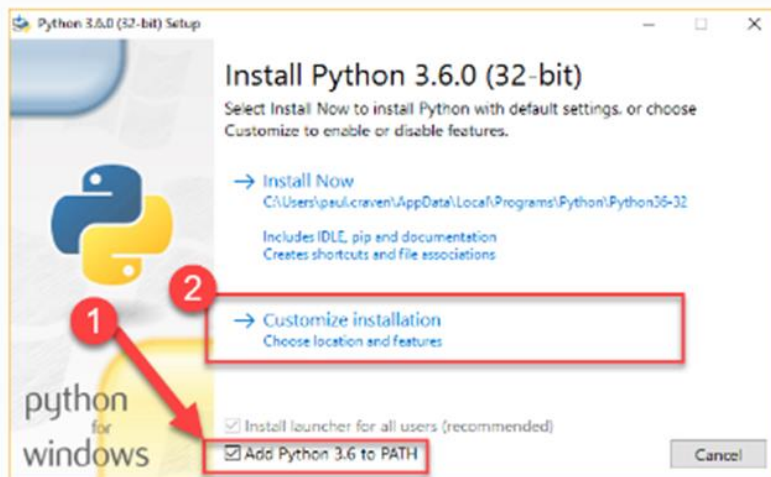 Python 3.6.0 (32-bit) Setup
Install Python 3.6.0 (32-bit)
Select Install Now to install Python with default settings, or choose
Customize to enable or disable features.
→ Install Now
C:\Users\paul.craven\AppData\Local\Programs\Python\Python36-32
Includes IDLE, pip and documentation
Creates shortcuts and file associations
2
→ Customize installation
Choose location and features
1
python
for
windows
Install launcher for all users (recommended)
Add Python 3.6 to PATH
Cancel